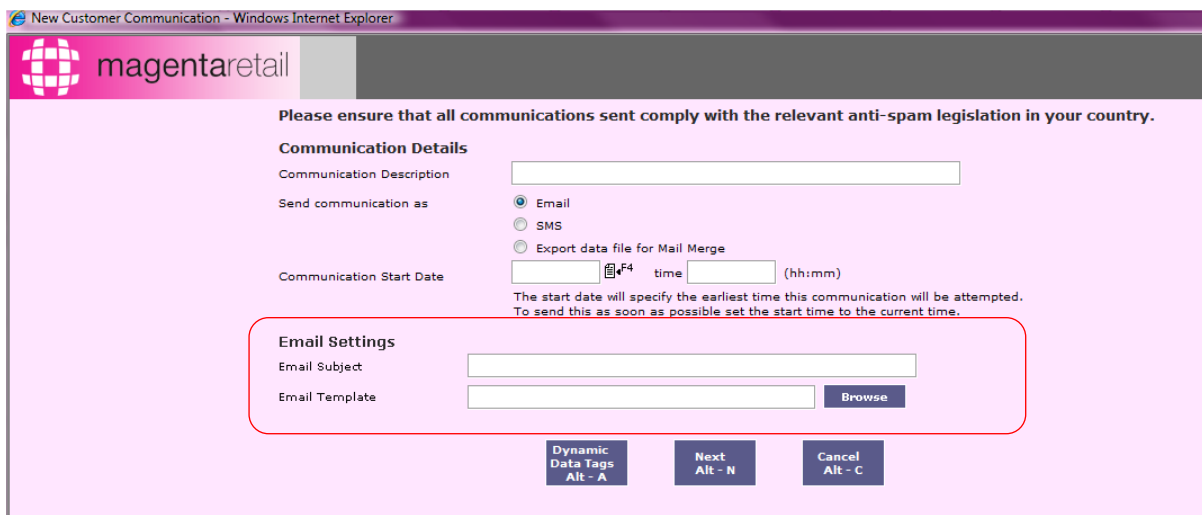 New Customer Communication - Windows Internet Explorer
magentaretail
Please ensure that all communications sent comply with the relevant anti-spam legislation in your country.
Communication Details
Communication Description
Send communication as
Email
SMS
Export data file for Mail Merge
Communication Start Date F4 time (hh:mm)
The start date will specify the earliest time this communication will be attempted.
To send this as soon as possible set the start time to the current time.
Email Settings
Email Subject
Email Template Browse
Dynamic
Data Tags
Alt - A
Next
Alt - N
Cancel
Alt - C